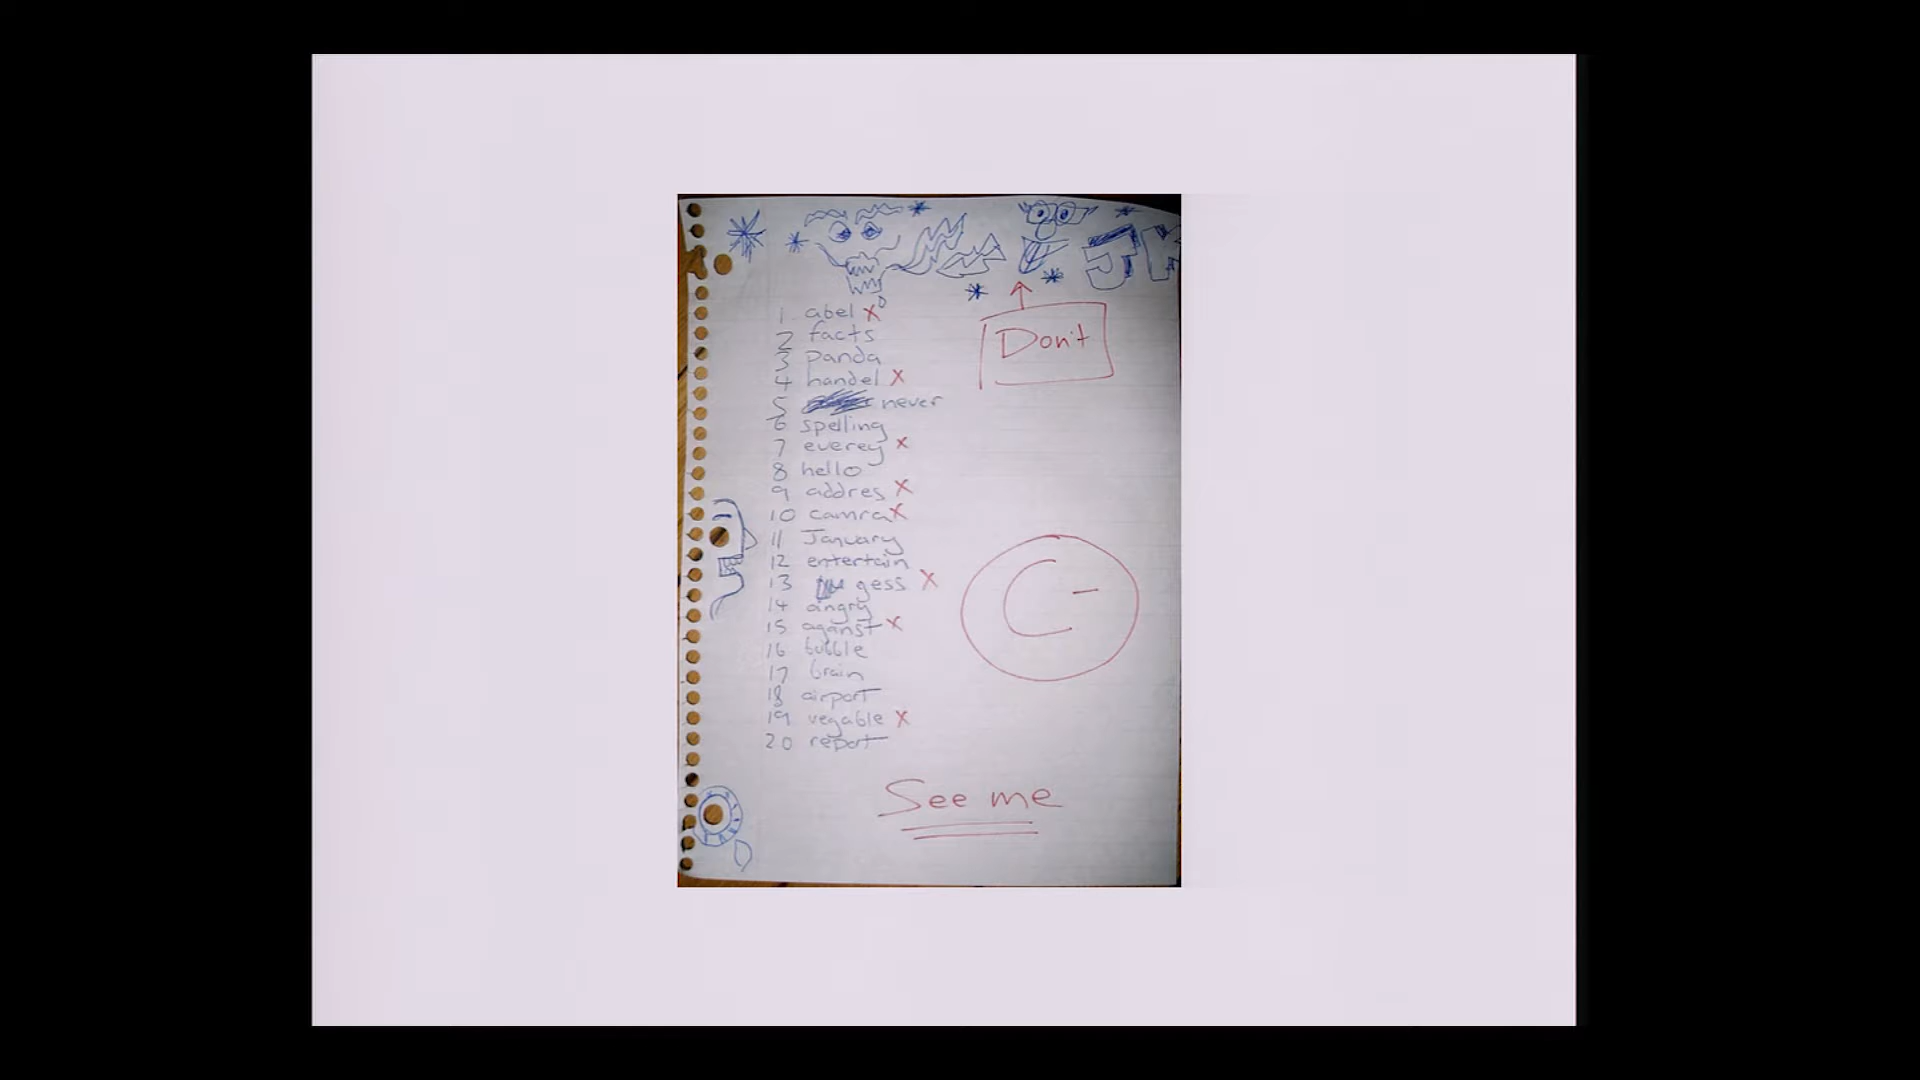 JK
1 abel x
2 facts
3 panda
4 handel x
Don't
5 never
6 spelling
7 everey x
8 hello
9 addres x
10 camra x
11 January
12 entertain
13 gess x
14 angry
15 aganst x
C-
16 bubble
17 brain
18 airport
19 vegable x
20 report
See me